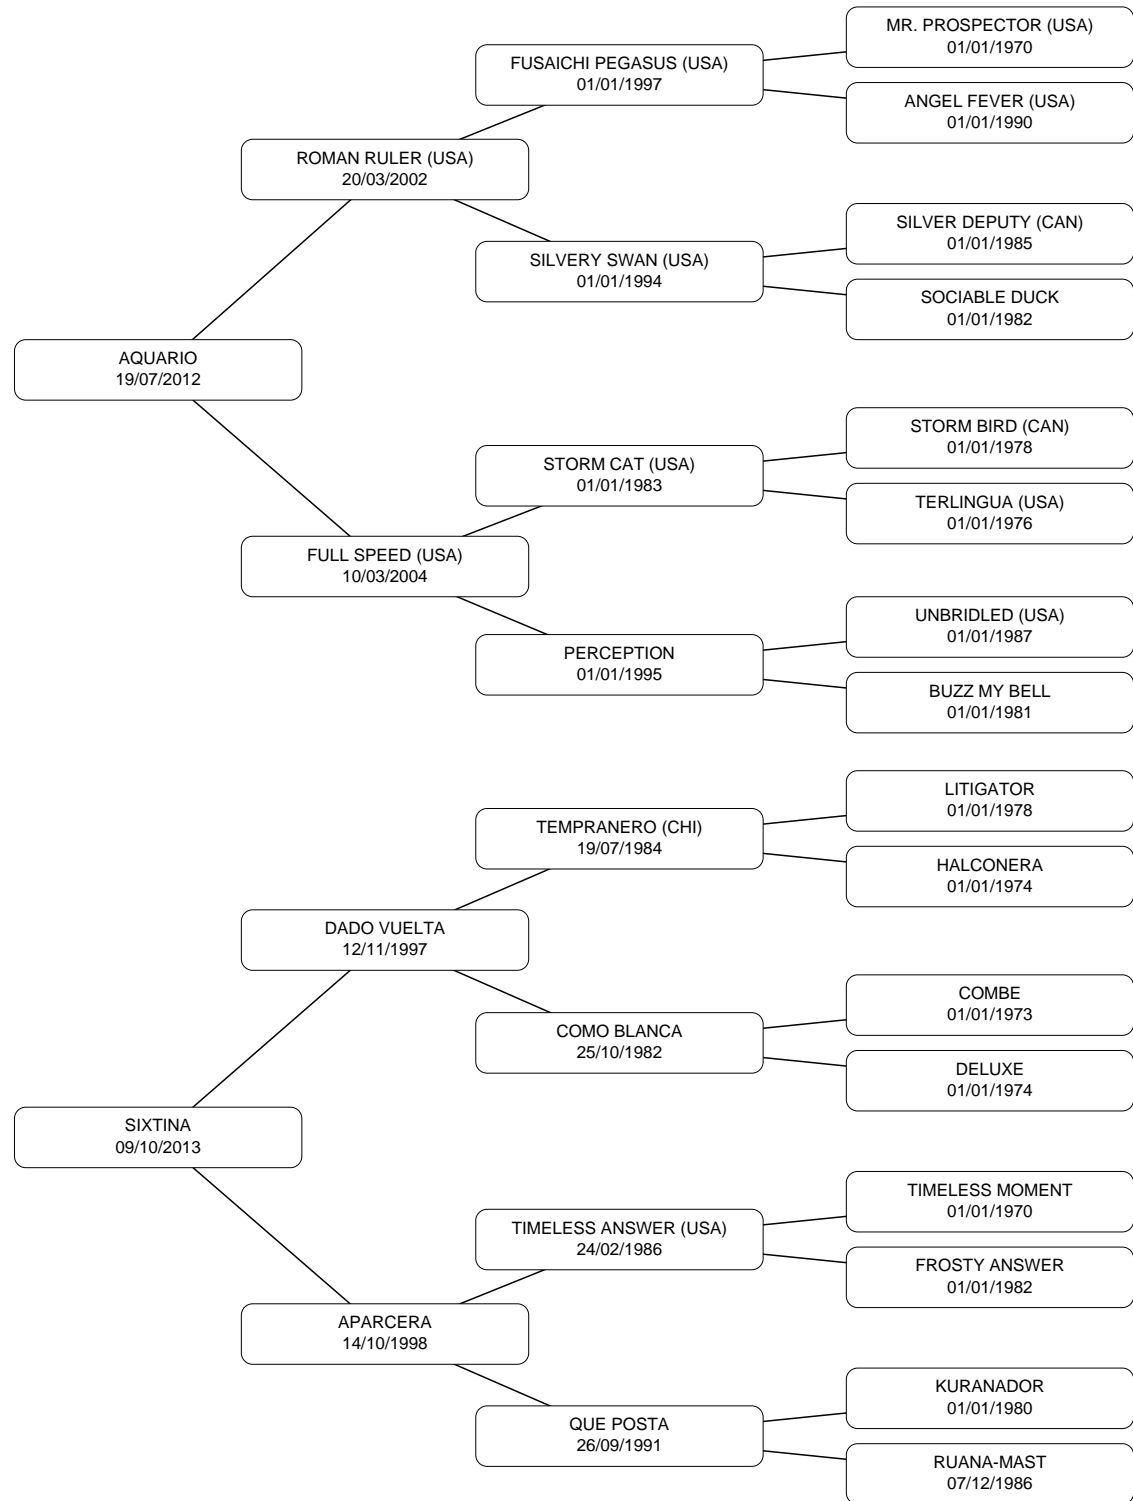 MR. PROSPECTOR (USA)
01/01/1970
FUSAICHI PEGASUS (USA)
01/01/1997
ANGEL FEVER (USA)
01/01/1990
ROMAN RULER (USA)
20/03/2002
SILVER DEPUTY (CAN)
01/01/1985
SILVERY SWAN (USA)
01/01/1994
SOCIABLE DUCK
01/01/1982
AQUARIO
19/07/2012
STORM BIRD (CAN)
01/01/1978
STORM CAT (USA)
01/01/1983
TERLINGUA (USA)
01/01/1976
FULL SPEED (USA)
10/03/2004
UNBRIDLED (USA)
01/01/1987
PERCEPTION
01/01/1995
BUZZ MY BELL
01/01/1981
LITIGATOR
01/01/1978
TEMPRANERO (CHI)
19/07/1984
HALCONERA
01/01/1974
DADO VUELTA
12/11/1997
COMBE
01/01/1973
COMO BLANCA
25/10/1982
DELUXE
01/01/1974
SIXTINA
09/10/2013
TIMELESS MOMENT
01/01/1970
TIMELESS ANSWER (USA)
24/02/1986
FROSTY ANSWER
01/01/1982
APARCERA
14/10/1998
KURANADOR
01/01/1980
QUE POSTA
26/09/1991
RUANA-MAST
07/12/1986